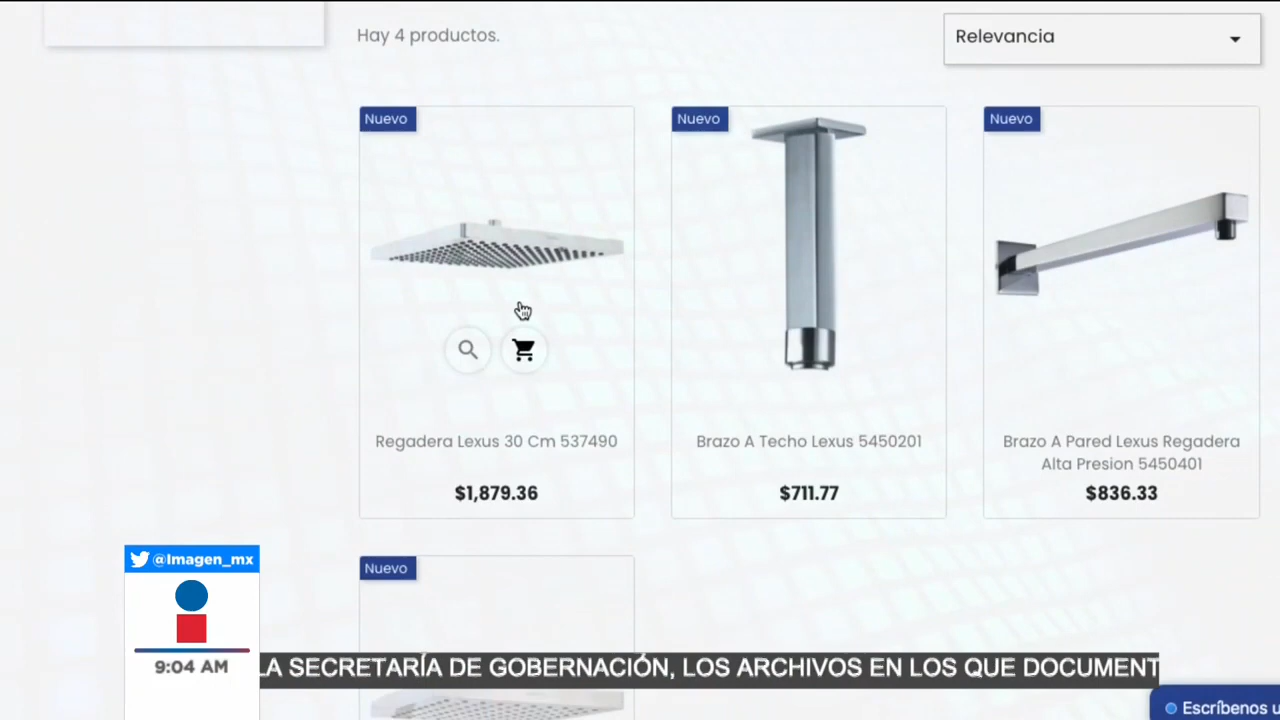 Hay 4 productos.
Relevancia
Nuevo
Nuevo
Nuevo
Regadera Lexus 30 Cm 537490
$1,879.36
Brazo A Techo Lexus 5450201
$711.77
Brazo A Pared Lexus Regadera
Alta Presion 5450401
$836.33
Nuevo
@Imagen_mx
9:04 AM
LA SECRETARÍA DE GOBERNACIÓN, LOS ARCHIVOS EN LOS QUE DOCUMENT
Escríbenos u